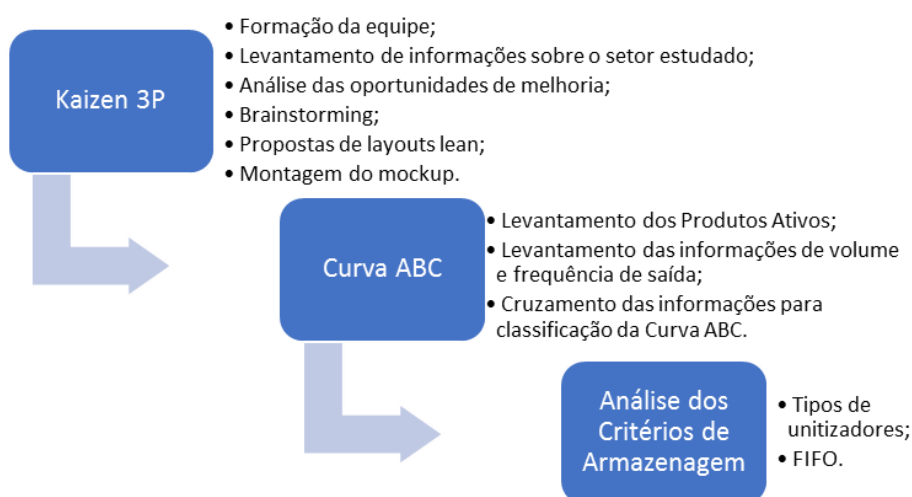 Kaizen 3P
• Formação da equipe;
• Levantamento de informações sobre o setor estudado;
• Análise das oportunidades de melhoria;
• Brainstorming;
• Propostas de layouts lean;
• Montagem do mockup.
Curva ABC
• Levantamento dos Produtos Ativos;
• Levantamento das informações de volume
e frequência de saída;
• Cruzamento das informações para
classificação da Curva ABC.
Análise dos
Critérios de
Armazenagem
• Tipos de
unitizadores;
• FIFO.